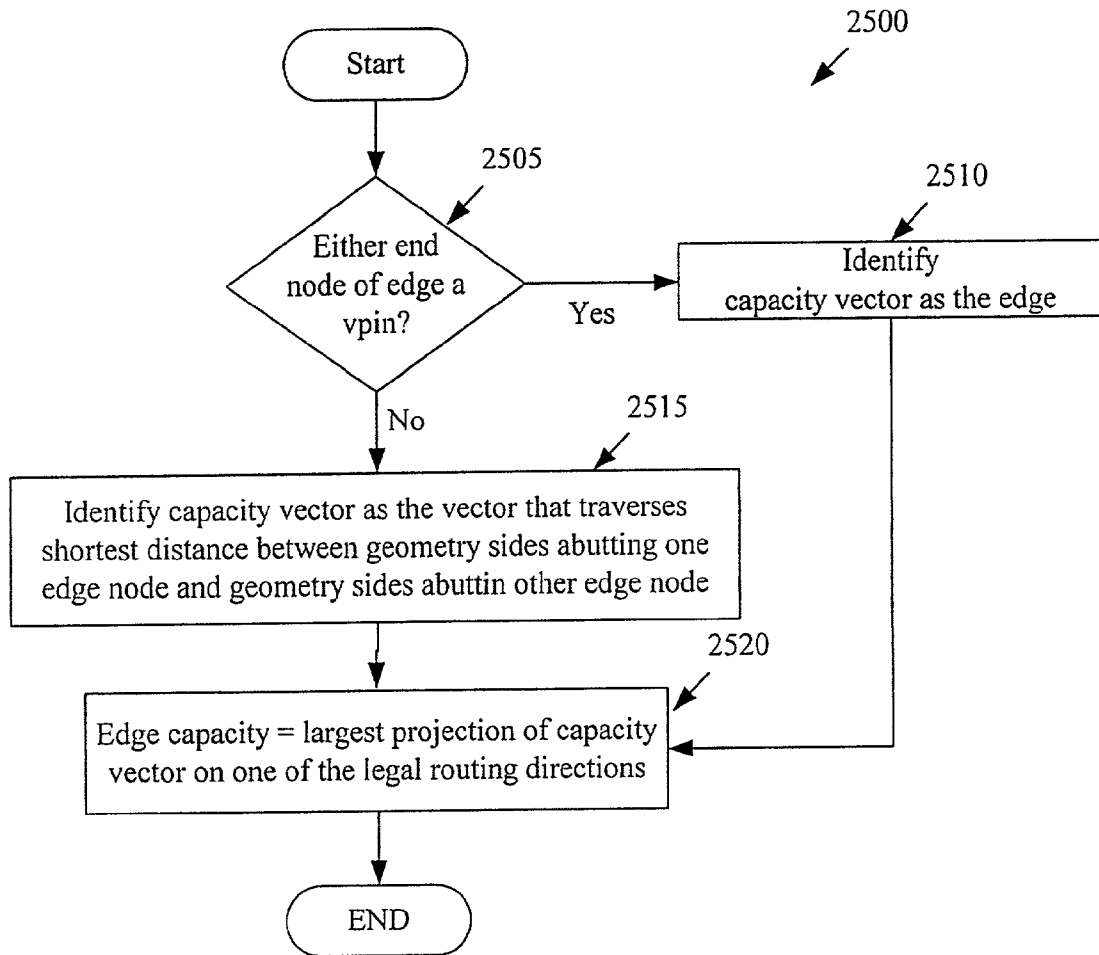 2500
Start
2505
Either end
node of edge a
vpin?
2510
Identify
capacity vector as the edge
Yes
No
2515
Identify capacity vector as the vector that traverses
shortest distance between geometry sides abutting one
edge node and geometry sides abuttin other edge node
2520
Edge capacity = largest projection of capacity
vector on one of the legal routing directions
END